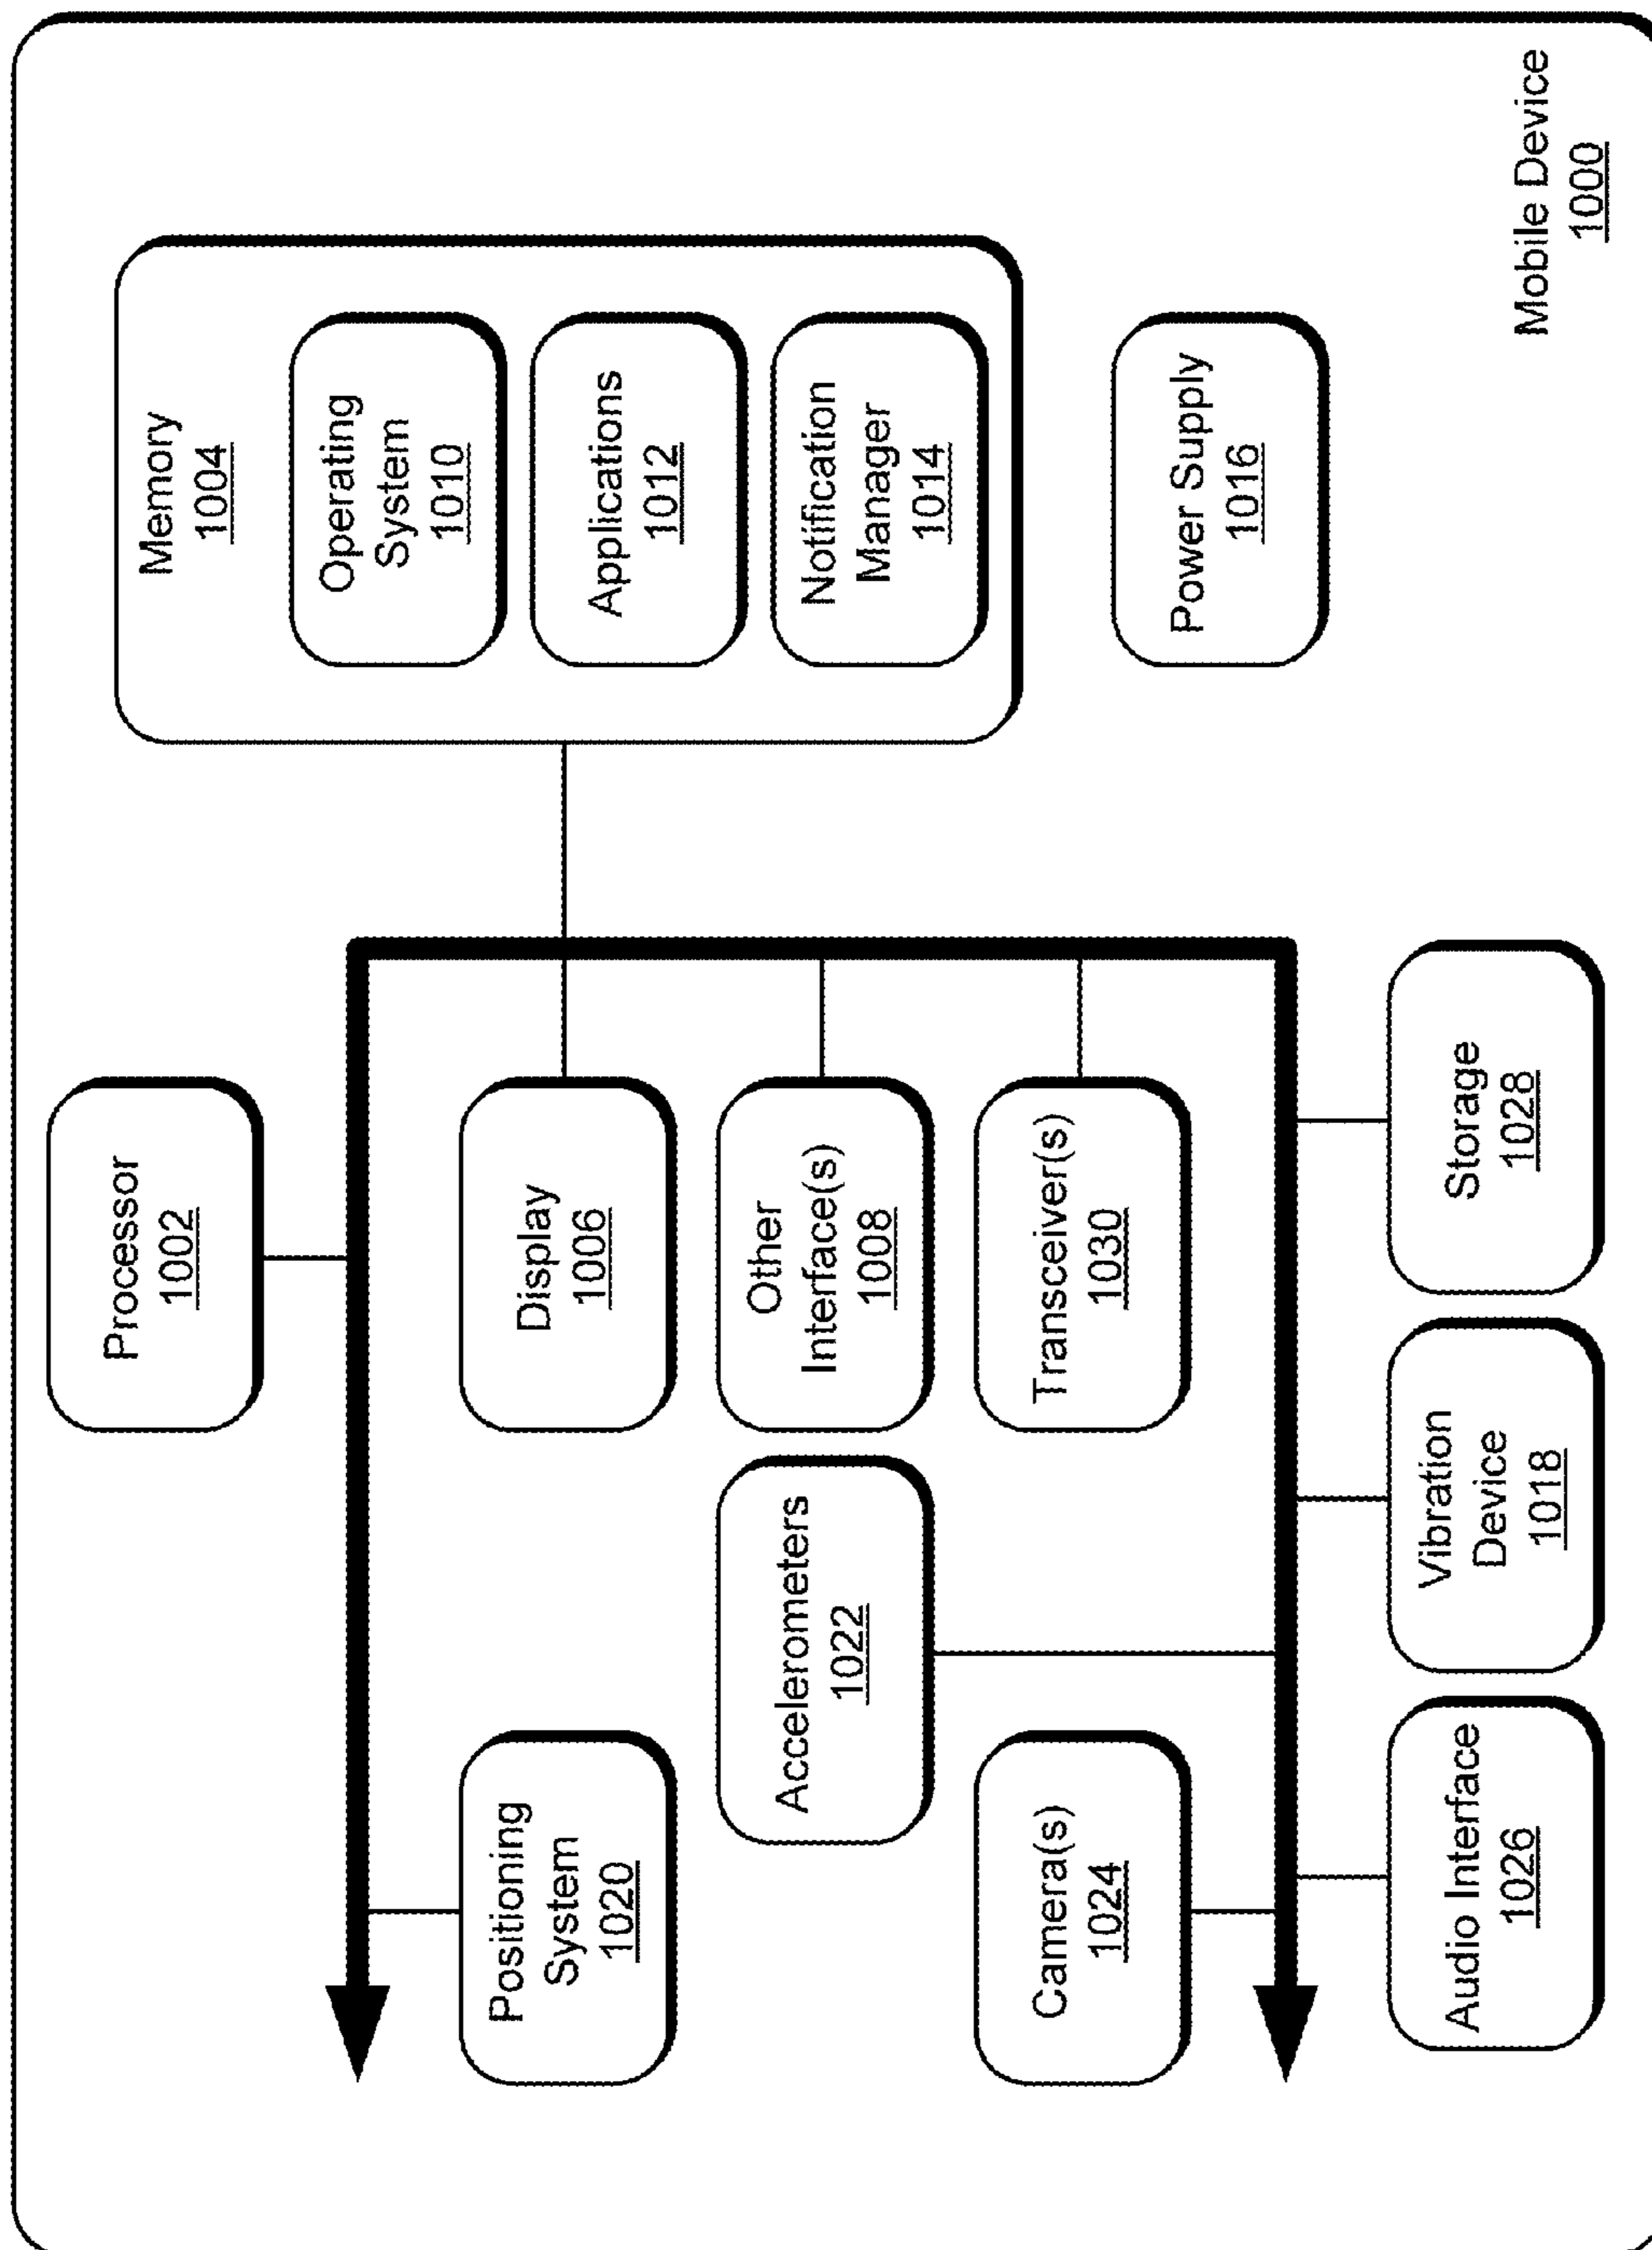 Processor
1002
Positioning
System
1020
Display
1006
Memory
1004
Operating
System
1010
Applications
1012
Notification
Manager
1014
Accelerometers
1022
Other
Interface(s)
1008
Camera(s)
1024
Transceiver(s)
1030
Power Supply
1016
Audio Interface
1026
Vibration
Device
1018
Storage
1028
Mobile Device
1000